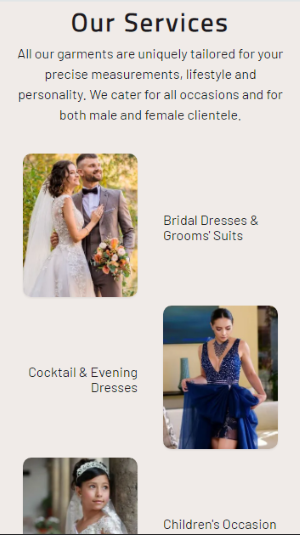 Our Services
All our garments are uniquely tailored for your
precise measurements, lifestyle and
personality. We cater for all occasions and for
both male and female clientele.
Bridal Dresses &
Grooms' Suits
Cocktail & Evening
Dresses
Children's Occasion